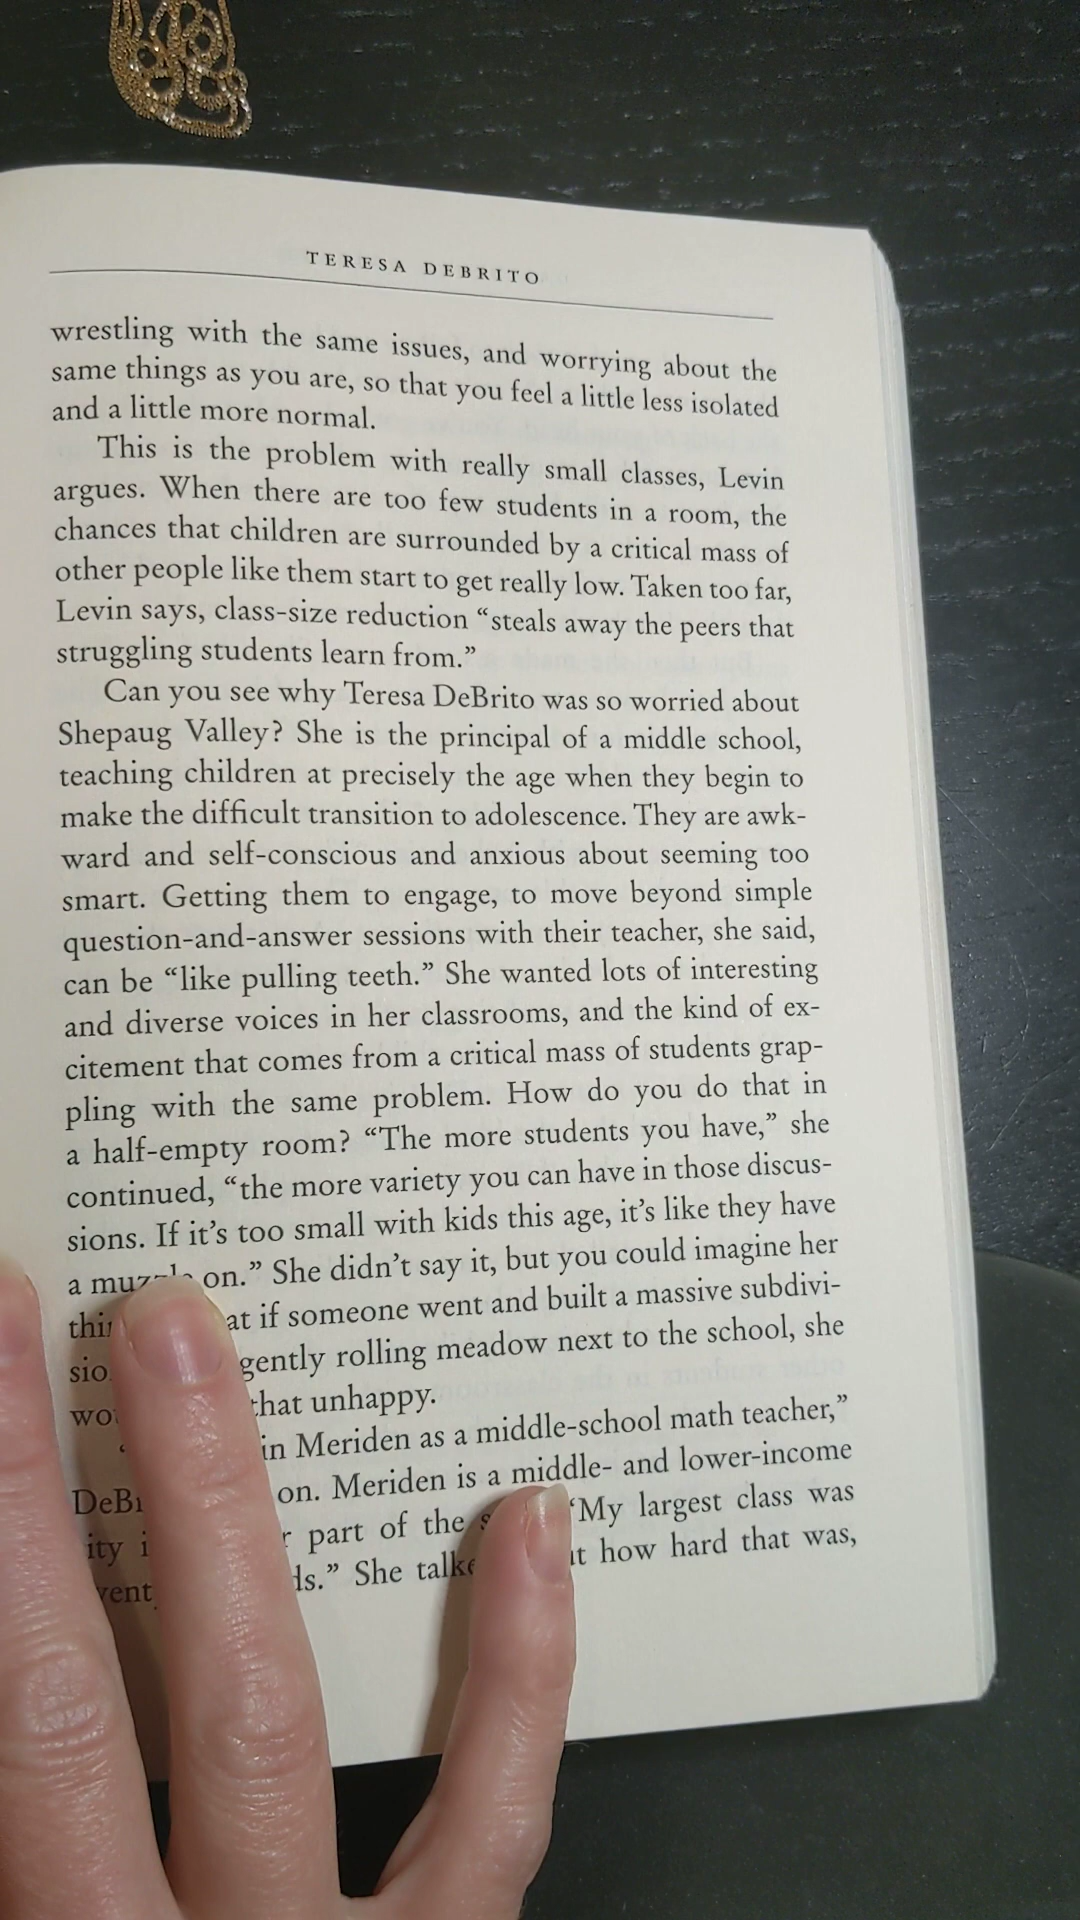 TERESA DEBRITO
wrestling with the same issues, and worrying about the
same things as you are, so that you feel a little less isolated
and a little more normal.
This is the problem with really small classes, Levin
argues. When there are too few students in a room, the
chances that children are surrounded by a critical mass of
other people like them start to get really low. Taken too far,
Levin says, class-size reduction “steals away the peers that
struggling students learn from.”
Can you see why Teresa DeBrito was so worried about
Shepaug Valley? She is the principal of a middle school,
teaching children at precisely the age when they begin to
make the difficult transition to adolescence. They are awk-
ward and self-conscious and anxious about seeming too
smart. Getting them to engage, to move beyond simple
question-and-answer sessions with their teacher, she said,
can be “like pulling teeth.” She wanted lots of interesting
and diverse voices in her classrooms, and the kind of ex-
citement that comes from a critical mass of students grap-
pling with the same problem. How do you do that in
a half-empty room? “The more students you have,” she
continued, “the more variety you can have in those discus-
sions. If it’s too small with kids this age, it’s like they have
a muzzle on.” She didn’t say it, but you could imagine her
if someone went and built a massive subdivi-
gently rolling meadow next to the school, she
that unhappy.
in Meriden as a middle-school math teacher,”
on. Meriden is a middle- and lower-income
part of the “My largest class was
She how hard that was,